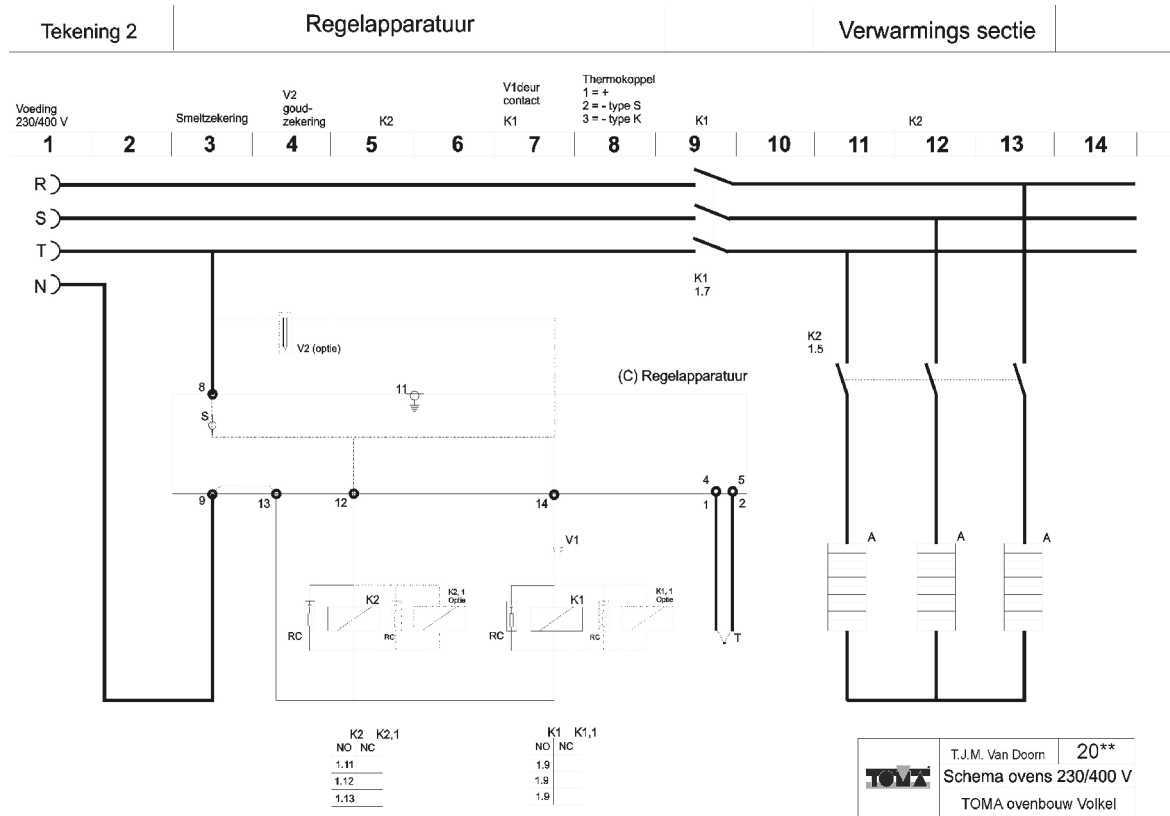 Tekening 2
Regelapparatuur
Verwarmings sectie
Voeding
230/400 V
Smeltzekering
V2
goud-
zekering
K2
V1deur
contact
K1
Thermokoppel
1 = +
2 = - type S
3 = - type K
K1
K2
1 2 3 4 5 6 7 8 9 10 11 12 13 14
R
S
T
N
K1
1.7
V2 (optie)
K2
1.5
(C) Regelapparatuur
8
11
S
9
13
12
14
4 5
1 2
V1
A
A
A
K2
K2, 1
Optie
K1
K1, 1
Optie
RC
RC
RC
RC
T
K2 K2,1
NO NC
1.11
1.12
1.13
K1 K1,1
NO NC
1.9
1.9
1.9
TOMA
T.J.M. Van Doorn
20**
Schema ovens 230/400 V
TOMA ovenbouw Volkel